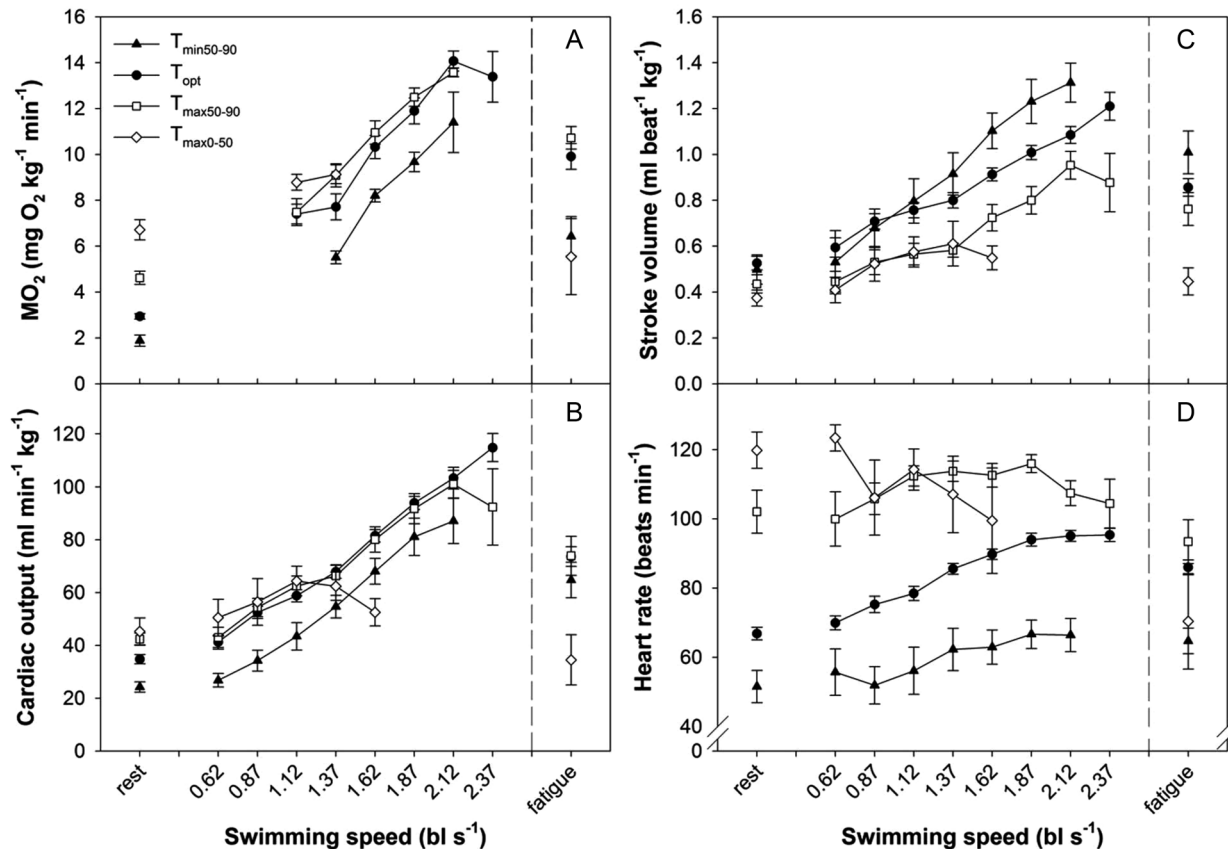 A
T min50-90
T opt
T max50-90
T max0-50
MO2 (mg O2 kg-1 min-1)
16
14
12
10
8
6
4
2
0
C
Stroke volume (ml beat-1 kg-1)
1.6
1.4
1.2
1.0
0.8
0.6
0.4
0.2
0.0
B
Cardiac output (ml min-1 kg-1)
120
100
80
60
40
20
0
rest 0.62 0.87 1.12 1.37 1.62 1.87 2.12 2.37 fatigue
Swimming speed (bl s-1)
D
Heart rate (beats min-1)
120
100
80
60
40
0
rest 0.62 0.87 1.12 1.37 1.62 1.87 2.12 2.37 fatigue
Swimming speed (bl s-1)